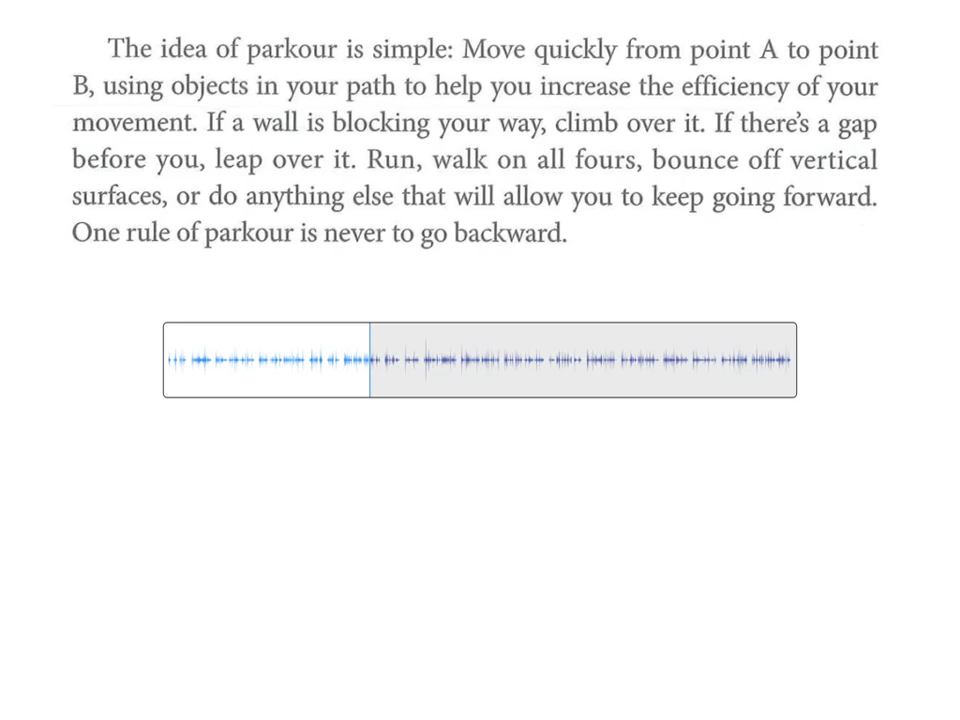 The idea of parkour is simple: Move quickly from point A to point
B, using objects in your path to help you increase the efficiency of your
movement. If a wall is blocking your way, climb over it. If there's a gap
before you, leap over it. Run, walk on all fours, bounce off vertical
surfaces, or do anything else that will allow you to keep going forward.
One rule of parkour is never to go backward.